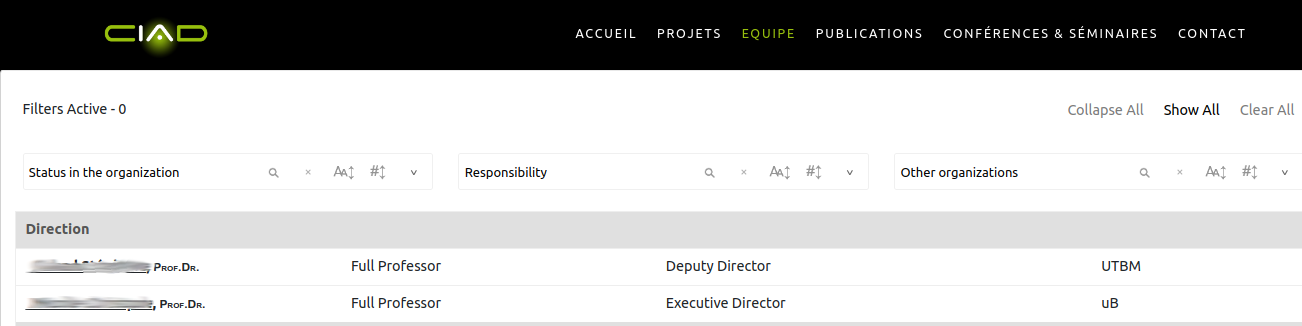 CIAD
ACCUEIL PROJETS EQUIPE PUBLICATIONS CONFÉRENCES & SÉMINAIRES CONTACT
Filters Active - 0 Collapse All Show All Clear All
Status in the organization Responsibility Other organizations
Direction
, Prof.Dr. Full Professor Deputy Director UTBM
, Prof.Dr. Full Professor Executive Director uB